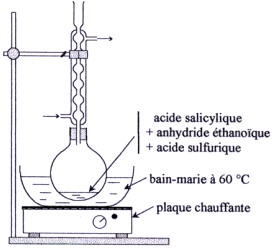 acide salicylique
+ anhydride éthanoïque
+ acide sulfurique
bain-marie à 60 °C
plaque chauffante